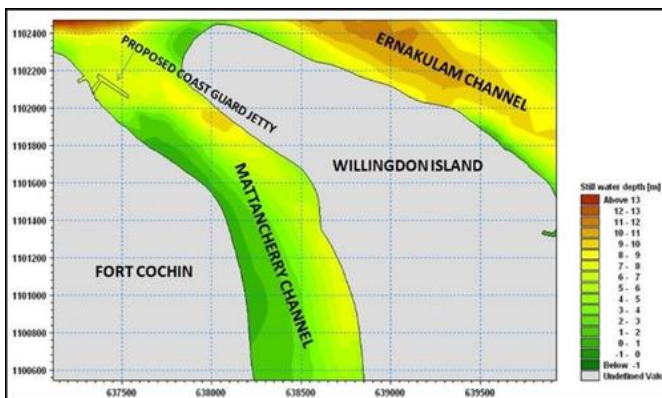 1102400
1102200
1102000
1101800
1101600
1101400
1101200
1101000
1100800
1100600
637500
638000
638500
639000
639500
PROPOSED COAST GUARD JETTY
ERNAKULAM CHANNEL
WILLINGDON ISLAND
MATTANCHERRY CHANNEL
FORT COCHIN
Still water depth [m]
Above 13
12 - 13
11 - 12
10 - 11
9 - 10
8 - 9
7 - 8
6 - 7
5 - 6
4 - 5
3 - 4
2 - 3
1 - 2
0 - 1
-1 - 0
Below -1
Undefined Valu